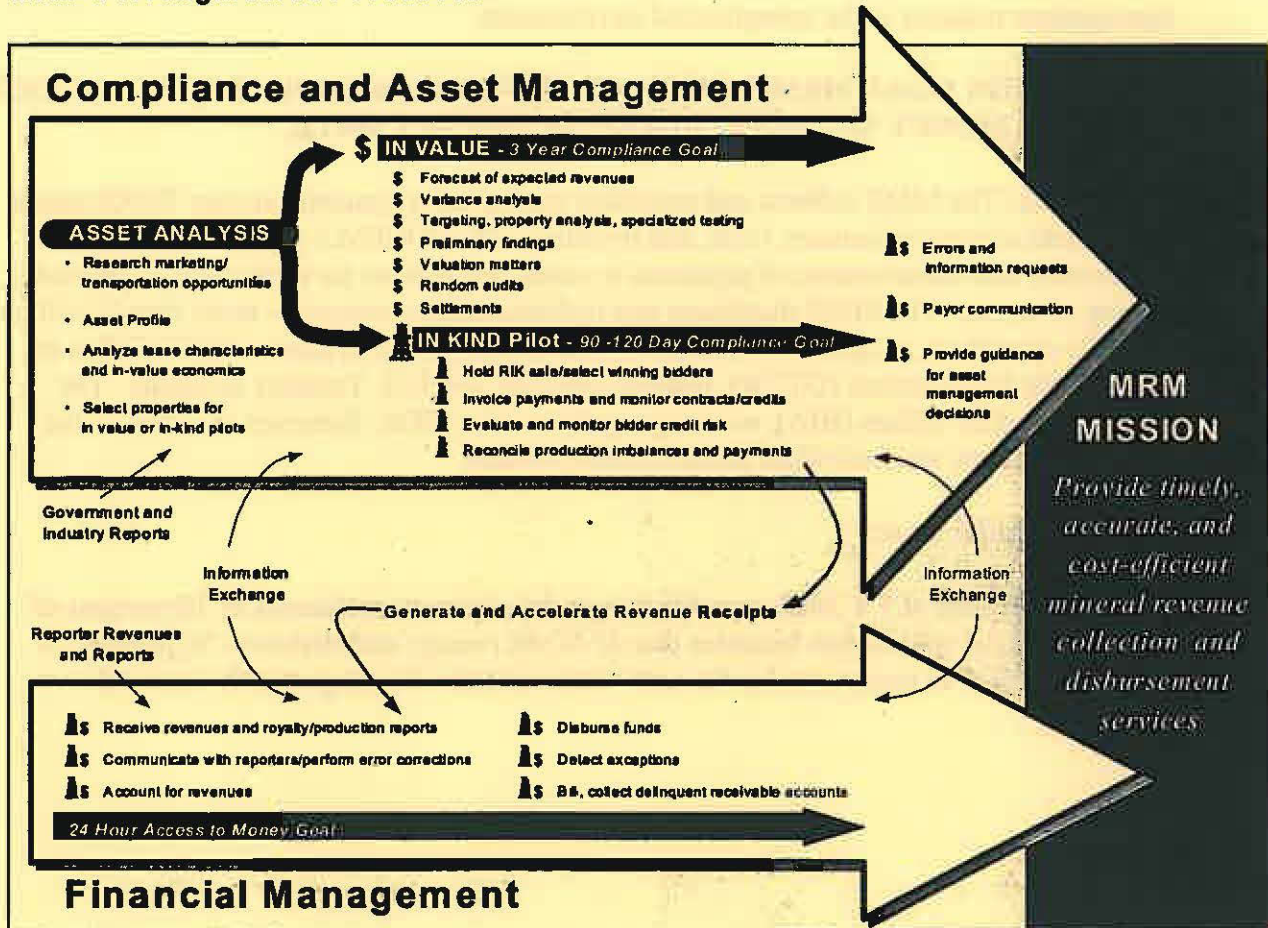 Compliance and Asset Management
$ IN VALUE - 3 Year Compliance Goal
$ Forecast of expected revenues
$ Variance analysis
$ Targeting, property analysis, specialized testing
$ Preliminary findings
$ Valuation matters
$ Random audits
$ Settlements
ASSET ANALYSIS
• Research marketing/
transportation opportunities
• Asset Profile
• Analyze lease characteristics
and in-value economics
• Select properties for
in value or in-kind pilots
IN KIND Pilot - 90 -120 Day Compliance Goal
Hold RIK sale/select winning bidders
Invoice payments and monitor contracts/credits
Evaluate and monitor bidder credit risk
Reconcile production imbalances and payments
$ Errors and
information requests
$ Payor communication
$ Provide guidance
for asset
management
decisions
Government and
Industry Reports
Information
Exchange
Generate and Accelerate Revenue Receipts
Information
Exchange
Reporter Revenues
and Reports
$ Receive revenues and royalty/production reports
$ Communicate with reporters/perform error corrections
$ Account for revenues
$ Disburse funds
$ Detect exceptions
$ Bill, collect delinquent receivable accounts
24 Hour Access to Money Goal
Financial Management
MRM
MISSION
Provide timely,
accurate, and
cost-efficient
mineral revenue
collection and
disbursement
services